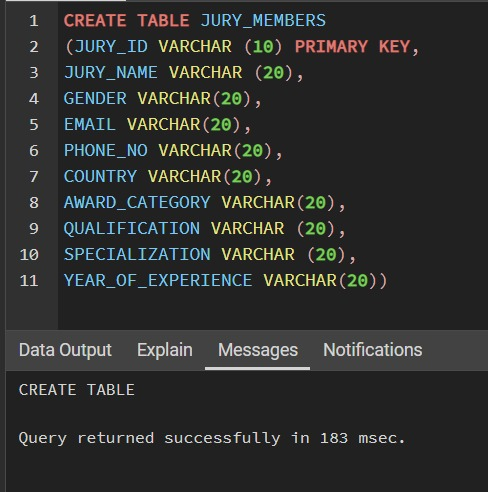 1 CREATE TABLE JURY_MEMBERS
2 (JURY_ID VARCHAR (10) PRIMARY KEY,
3 JURY_NAME VARCHAR (20),
4 GENDER VARCHAR(20),
5 EMAIL VARCHAR(20),
6 PHONE_NO VARCHAR(20),
7 COUNTRY VARCHAR(20),
8 AWARD_CATEGORY VARCHAR(20),
9 QUALIFICATION VARCHAR (20),
10 SPECIALIZATION VARCHAR (20),
11 YEAR_OF_EXPERIENCE VARCHAR(20))
Data Output Explain Messages Notifications
CREATE TABLE
Query returned successfully in 183 msec.